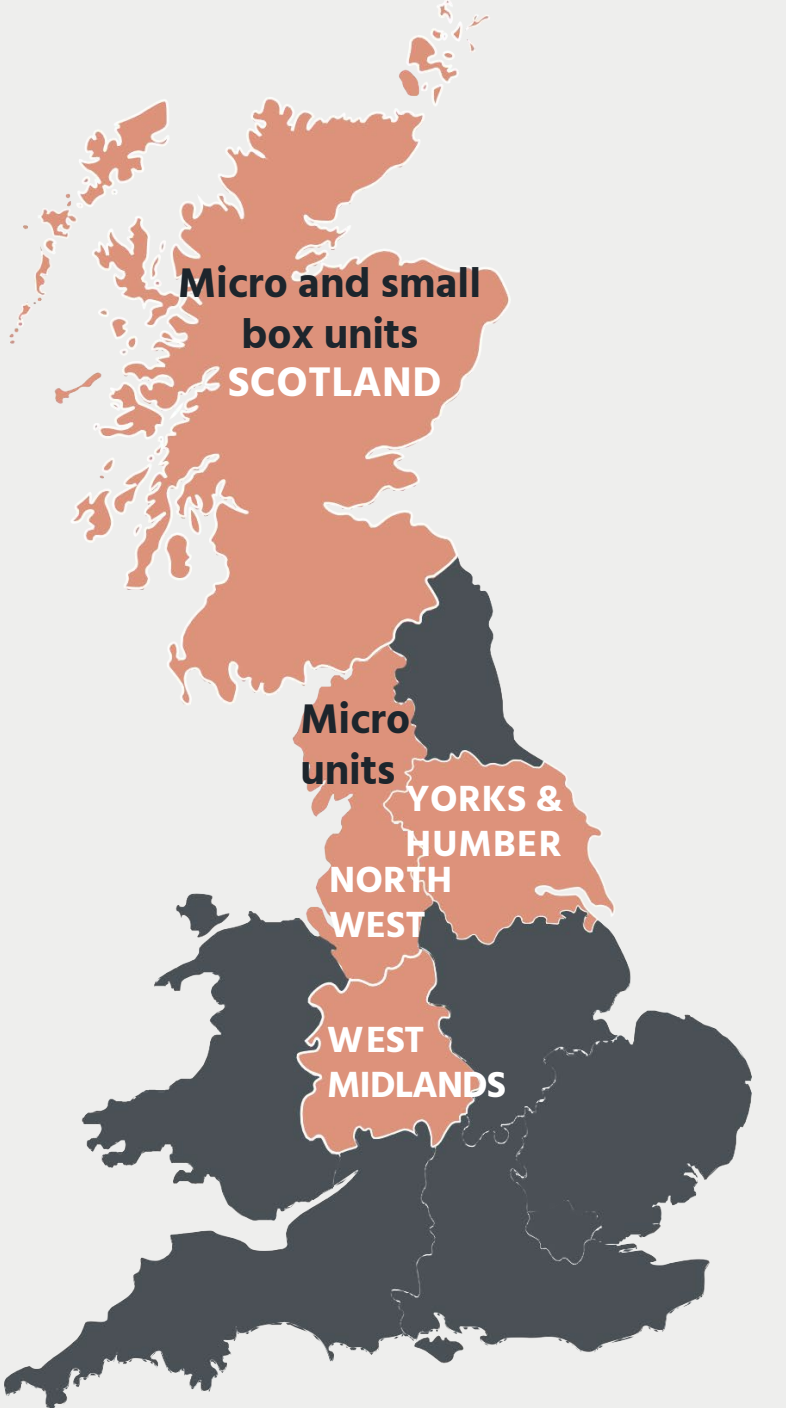 Micro and small
box units
SCOTLAND
Micro
units
YORKS &
HUMBER
NORTH
WEST
WEST
MIDLANDS